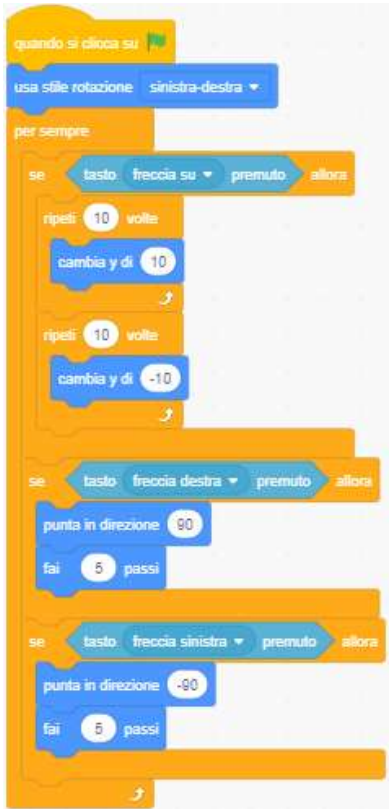 quando si clicca su
usa stile rotazione sinistra-destra
per sempre
se tasto freccia su premuto allora
ripeti 10 volte
cambia y di 10
ripeti 10 volte
cambia y di -10
se tasto freccia destra premuto allora
punta in direzione 90
fai 5 passi
se tasto freccia sinistra premuto allora
punta in direzione -90
fai 5 passi